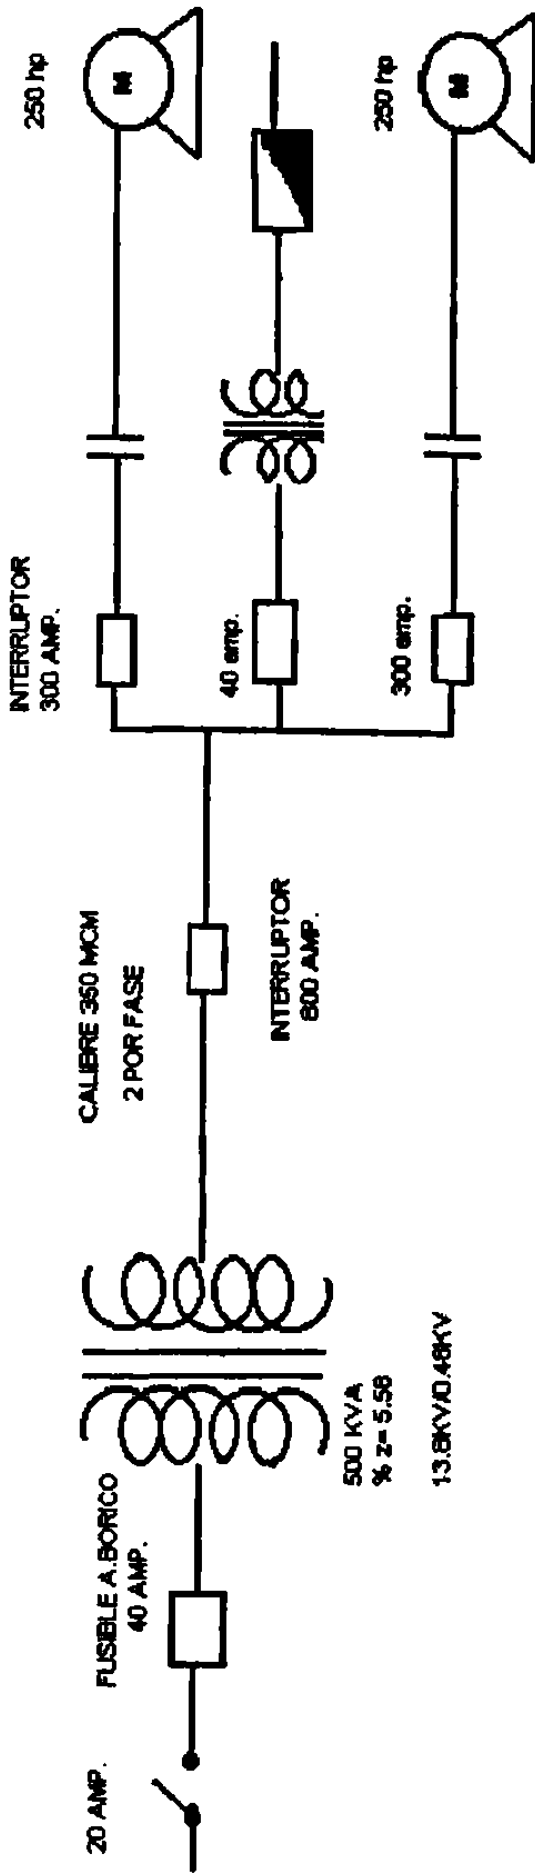 20 AMP.
FUSIBLE A.BORICO
40 AMP.
500 KVA
% z= 5.58
13.8KV/0.48KV
CALIBRE 350 MCM
2 POR FASE
INTERRUPTOR
AMP.
INTERRUPTOR
300 AMP.
40 amp.
300 amp.
250 hp
M
250 hp
M